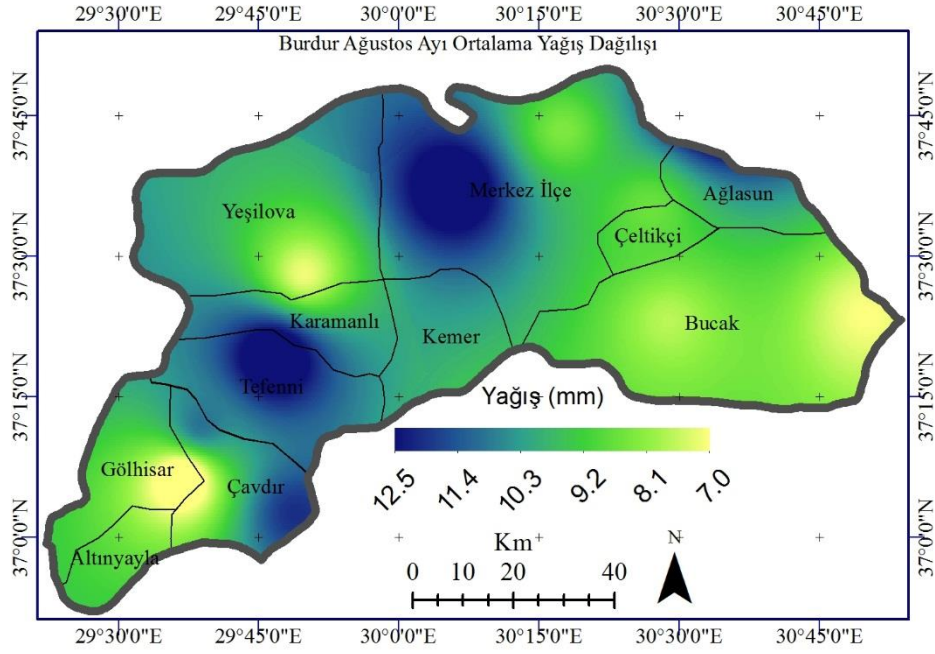 29°30'0"E 29°45'0"E 30°0'0"E 30°15'0"E 30°30'0"E 30°45'0"E
Burdur Ağustos Ayı Ortalama Yağış Dağılışı
37°45'0"N 37°45'0"N
Merkez İlçe
Ağlasun
Yeşilova
Çeltikçi
37°30'0"N 37°30'0"N
Karamanlı
Bucak
Kemer
Tefenni
37°15'0"N 37°15'0"N
Yağış (mm)
12.5 11.4 10.3 9.2 8.1 7.0
Gölhisar
Çavdır
37°0'0"N 37°0'0"N
Altınyayla
Km
N
0 10 20 40
29°30'0"E 29°45'0"E 30°0'0"E 30°15'0"E 30°30'0"E 30°45'0"E